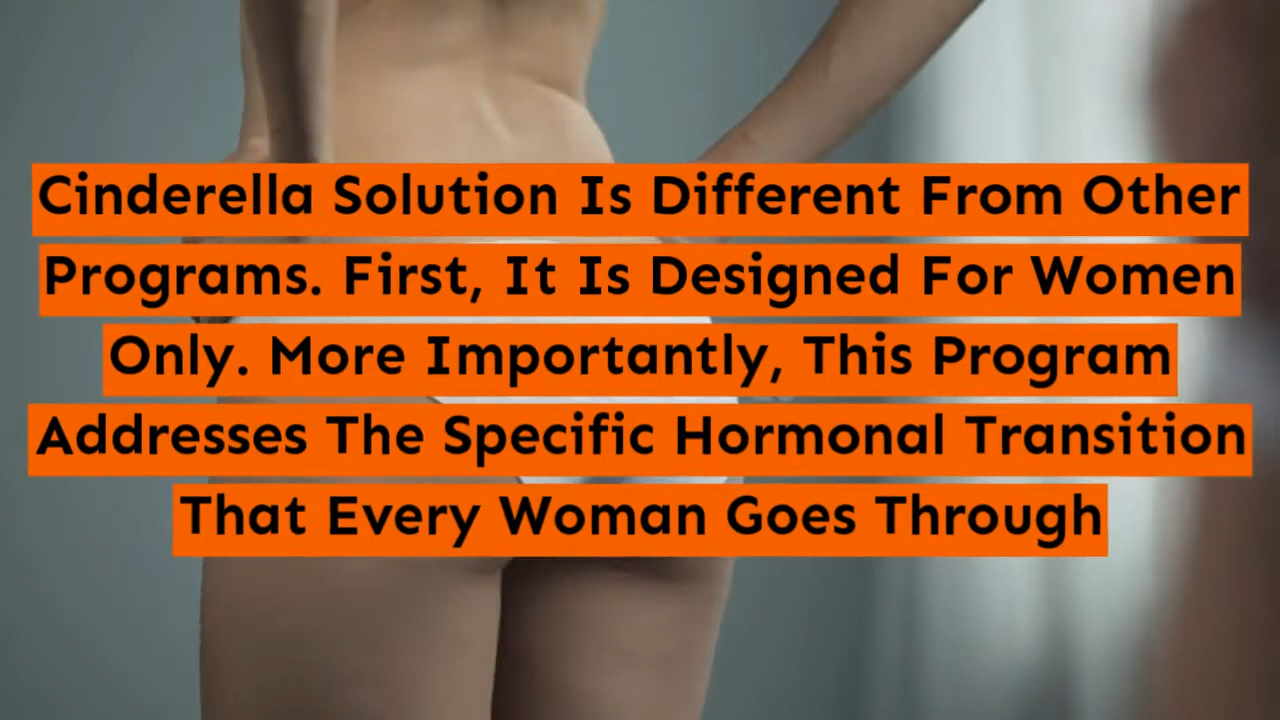 Cinderella Solution Is Different From Other
Programs. First, It Is Designed For Women
Only. More Importantly, This Program
Addresses The Specific Hormonal Transition
That Every Woman Goes Through